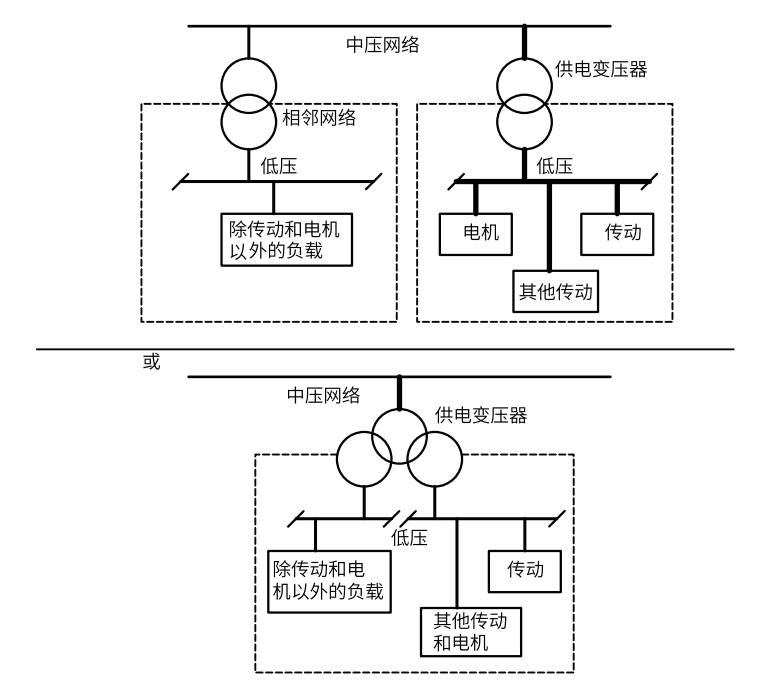 中压网络
供电变压器
相邻网络
低压
低压
除传动和电机
以外的负载
电机
传动
其他传动
或
中压网络
供电变压器
低压
除传动和电
机以外的负载
传动
其他传动
和电机